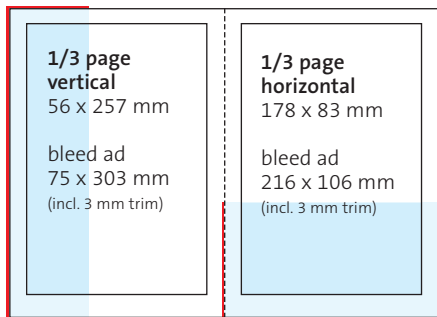 1/3 page
vertical
56 x 257 mm
bleed ad
75 x 303 mm
(incl. 3 mm trim)
1/3 page
horizontal
178 x 83 mm
bleed ad
216 x 106 mm
(incl. 3 mm trim)